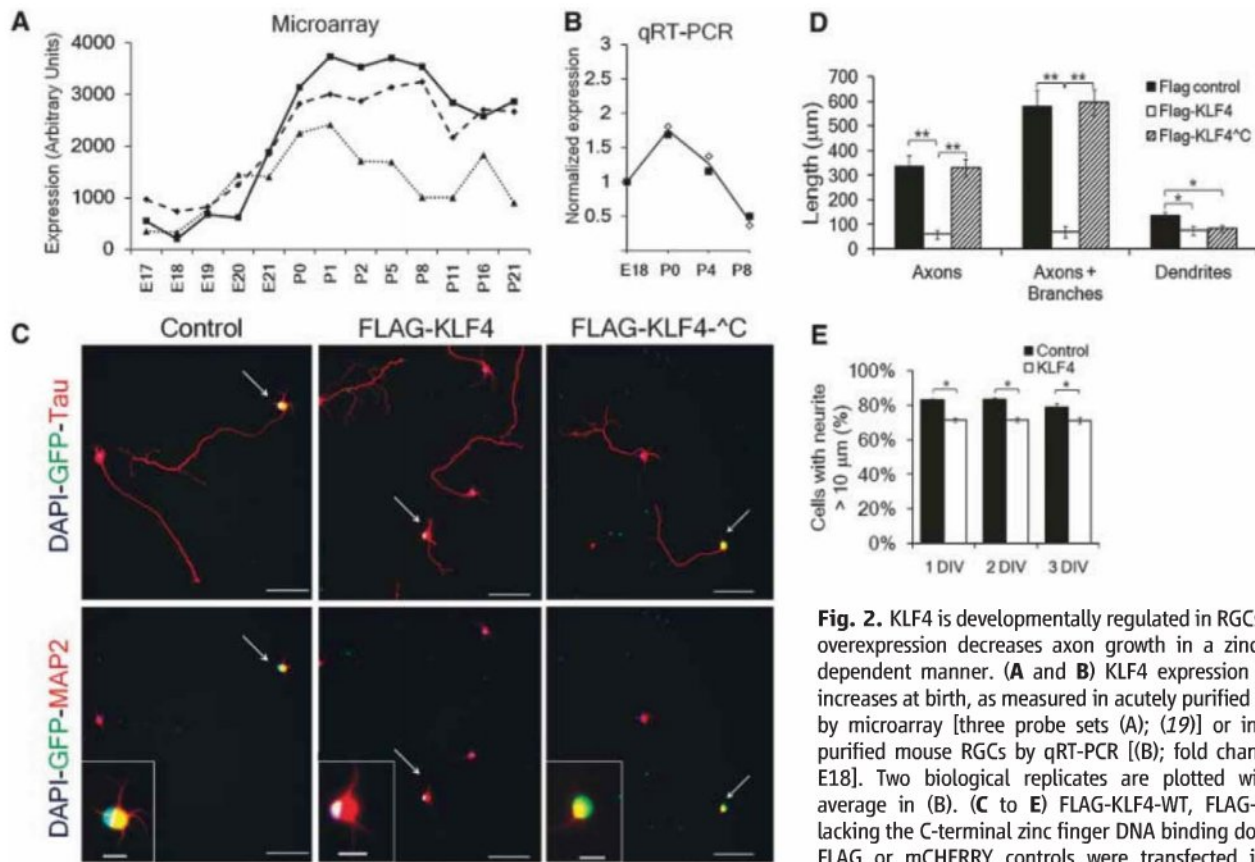 A
Microarray
Expression (Arbitrary Units)
4000
3000
2000
1000
0
E17
E18
E19
E20
E21
P0
P1
P2
P5
P8
P11
P16
P21
B
qRT-PCR
Normalized expression
3
2.5
2
1.5
1
0.5
E18 P0 P4 P8
C
Control
FLAG-KLF4
FLAG-KLF4-^C
DAPI-GFP-Tau
DAPI-GFP-MAP2
D
Length (μm)
700
600
500
400
300
200
100
0
** **
** **
* *
Flag control
Flag-KLF4
Flag-KLF4^C
Axons
Axons +
Branches
Dendrites
E
Control
KLF4
Cells with neurite
> 10 μm (%)
100%
80%
60%
40%
20%
0%
* * *
1 DIV 2 DIV 3 DIV
Fig. 2. KLF4 is developmentally regulated in RGCs
overexpression decreases axon growth in a zinc
dependent manner. (A and B) KLF4 expression
increases at birth, as measured in acutely purified
by microarray [three probe sets (A); (19)] or in
purified mouse RGCs by qRT-PCR [(B); fold chan
E18]. Two biological replicates are plotted wi
average in (B). (C to E) FLAG-KLF4-WT, FLAG-
lacking the C-terminal zinc finger DNA binding do
FLAG or mCHERRY controls were transfected